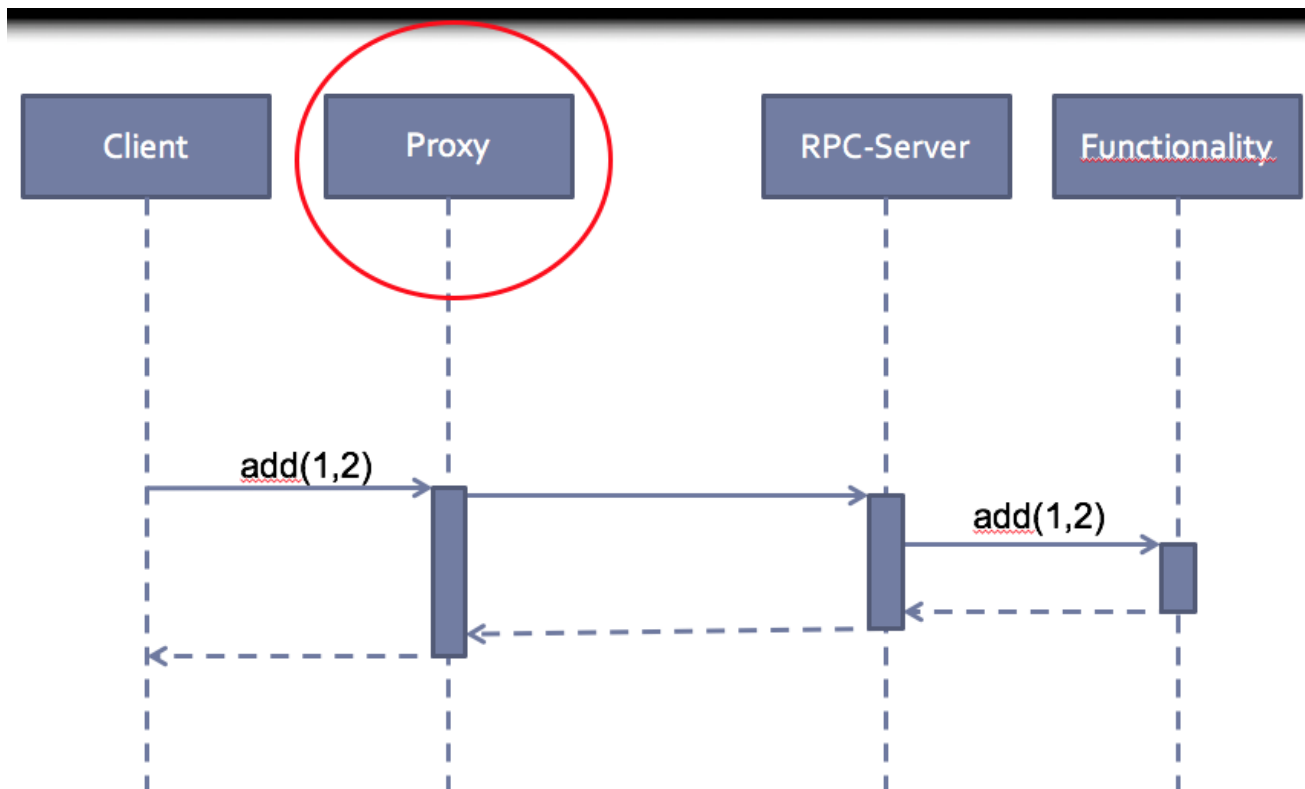 Client
Proxy
RPC-Server
Functionality
add(1,2)
add(1,2)